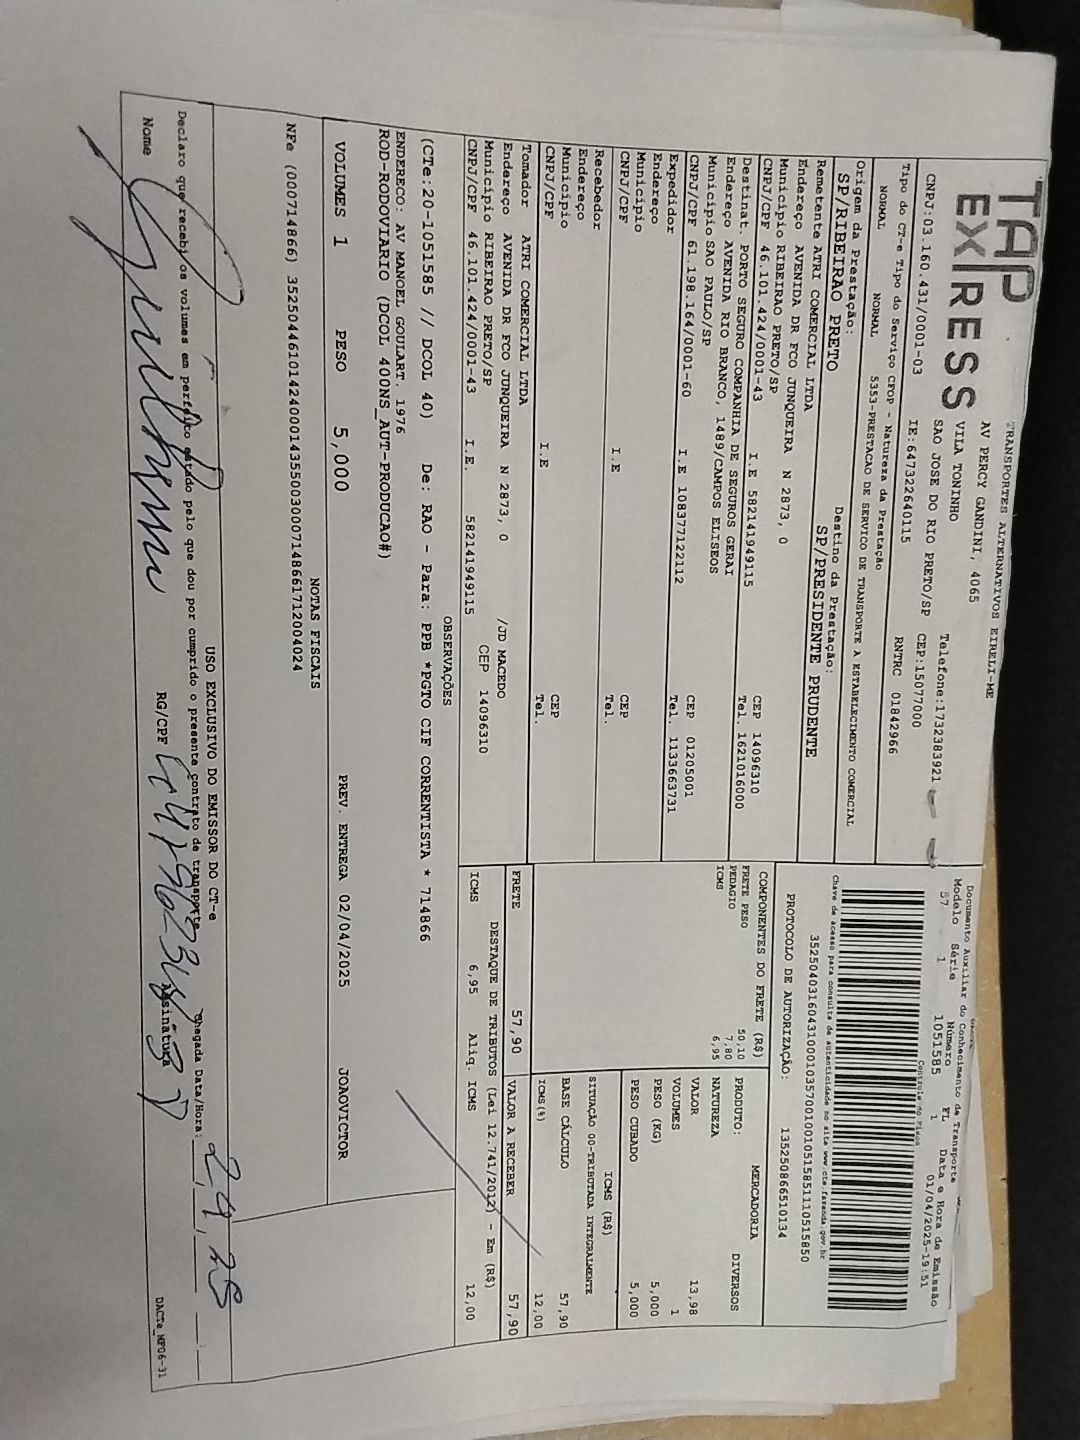 TAP
EXPRESS
TRANSPORTES ALTERNATIVOS EIRELI-ME
AV PERCY GANDINI, 4065
VILA TONINHO
SAO JOSE DO RIO PRETO/SP
Telefone:1732383921
CEP:15077000
CNPJ:03.160.431/0001-03
IE:647322640115
RNTRC 01842966
Documento Auxiliar do Conhecimento de Transporte
Modelo Série Número FL Data e Hora de Emissão
57 1 1051585 1 01/04/2025-19:51
Controle do Fisco
Tipo do CT-e Tipo do Serviço CFOP - Natureza da Prestação
NORMAL NORMAL 5353-PRESTACAO DE SERVICO DE TRANSPORTE A ESTABELECIMENTO COMERCIAL
Chave de acesso para consulta de autenticidade no site www.cte.fazenda.gov.br
35250403160431000103570010010515851110515850
PROTOCOLO DE AUTORIZAÇÃO: 135250866510134
Origem da Prestação:
SP/RIBEIRAO PRETO
Destino da Prestação:
SP/PRESIDENTE PRUDENTE
Remetente ATRI COMERCIAL LTDA
Endereço AVENIDA DR FCO JUNQUEIRA N 2873, 0
Município RIBEIRAO PRETO/SP CEP 14096310
CNPJ/CPF 46.101.424/0001-43 I.E 582141949115 Tel. 1621016000
Destinat. PORTO SEGURO COMPANHIA DE SEGUROS GERAI
Endereço AVENIDA RIO BRANCO, 1489/CAMPOS ELISEOS
Município SAO PAULO/SP CEP 01205001
CNPJ/CPF 61.198.164/0001-60 I.E 108377122112 Tel. 1133663731
Expedidor
Endereço
Município CEP
CNPJ/CPF I.E Tel.
Recebedor
Endereço
Município CEP
CNPJ/CPF I.E Tel.
Tomador ATRI COMERCIAL LTDA
Endereço AVENIDA DR FCO JUNQUEIRA N 2873, 0 /JD MACEDO
Município RIBEIRAO PRETO/SP CEP 14096310
CNPJ/CPF 46.101.424/0001-43 I.E. 582141949115
COMPONENTES DO FRETE (R$)
FRETE PESO 50,10
PEDAGIO 7,80
ICMS 6,95
MERCADORIA
PRODUTO: DIVERSOS
NATUREZA
VALOR 13,98
VOLUMES 1
PESO (KG) 5,000
PESO CUBADO 5,000
ICMS (R$)
SITUAÇÃO 00-TRIBUTADA INTEGRALMENTE
BASE CÁLCULO 57,90
ICMS(%) 12,00
FRETE 57,90 VALOR A RECEBER 57,90
DESTAQUE DE TRIBUTOS (Lei 12.741/2012) - Em (R$)
ICMS 6,95 Aliq. ICMS 12,00
OBSERVAÇÕES
(CTe:20-1051585 // DCOL 40) De: RAO - Para: PPB *PGTO CIF CORRENTISTA * 714866
ENDEREÇO: AV MANOEL GOULART. 1976
ROD-RODOVIARIO (DCOL 400NS_AUT-PRODUCAO#)
VOLUMES 1 PESO 5,000 PREV. ENTREGA 02/04/2025 JOAOVICTOR
NOTAS FISCAIS
NFe (000714866) 35250446101424000143550030007148661712004024
USO EXCLUSIVO DO EMISSOR DO CT-e
Declaro que recebi os volumes em perfeito estado pelo que dou por cumprido o presente contrato de transporte
Chegada Data/Hora:
Nome RG/CPF Assinatura
DACTe_MP06-31